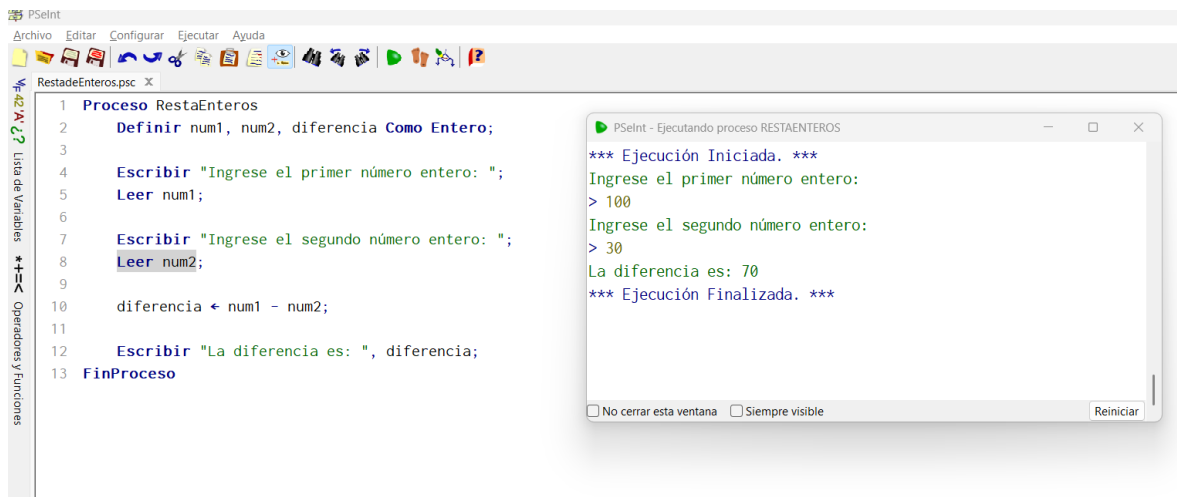 PSeInt
Archivo Editar Configurar Ejecutar Ayuda
RestadeEnteros.psc X
42 'A' ¿? Lista de Variables
*+=< Operadores y Funciones
1 Proceso RestaEnteros
2 Definir num1, num2, diferencia Como Entero;
3
4 Escribir "Ingrese el primer número entero: ";
5 Leer num1;
6
7 Escribir "Ingrese el segundo número entero: ";
8 Leer num2;
9
10 diferencia ← num1 - num2;
11
12 Escribir "La diferencia es: ", diferencia;
13 FinProceso
PSeInt - Ejecutando proceso RESTAENTEROS
*** Ejecución Iniciada. ***
Ingrese el primer número entero:
> 100
Ingrese el segundo número entero:
> 30
La diferencia es: 70
*** Ejecución Finalizada. ***
No cerrar esta ventana Siempre visible Reiniciar